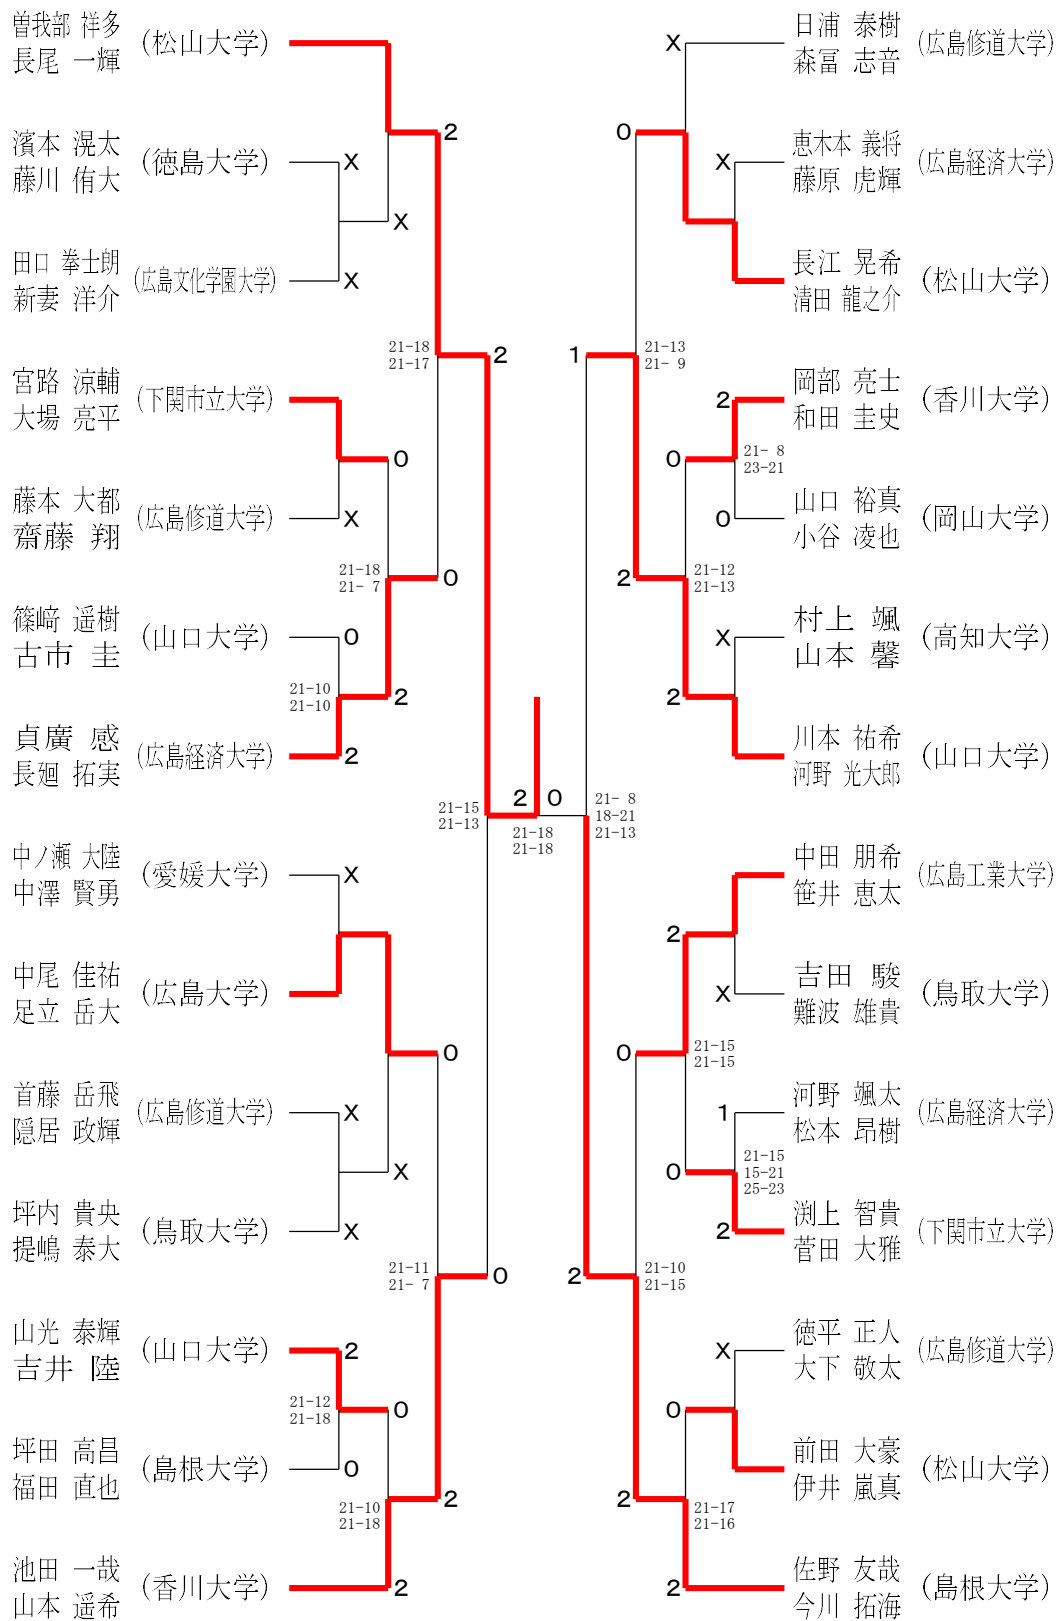 曽我部 祥多
長尾 一輝
(松山大学)
2
濱本 滉太
藤川 侑大
(徳島大学)
X
X
田口 拳士朗
新妻 洋介
(広島文化学園大学)
X
21-18
21-17
2
宮路 涼輔
大場 亮平
(下関市立大学)
0
藤本 大都
齋藤 翔
(広島修道大学)
X
21-18
21- 7
0
篠﨑 遥樹
古市 圭
(山口大学)
0
21-10
21-10
2
貞廣 感
長廻 拓実
(広島経済大学)
2
21-15
21-13
2 0
21-18
21-18
中ノ瀬 大陸
中澤 賢勇
(愛媛大学)
X
中尾 佳祐
足立 岳大
(広島大学)
0
首藤 岳飛
隠居 政輝
(広島修道大学)
X
X
坪内 貴央
提嶋 泰大
(鳥取大学)
X
21-11
21- 7
0
山光 泰輝
吉井 陸
(山口大学)
2
21-12
21-18
0
坪田 高昌
福田 直也
(島根大学)
0
21-10
21-18
2
池田 一哉
山本 遥希
(香川大学)
2
X
日浦 泰樹
森冨 志音
(広島修道大学)
0
X
恵木本 義将
藤原 虎輝
(広島経済大学)
長江 晃希
清田 龍之介
(松山大学)
1
21-13
21- 9
2
岡部 亮士
和田 圭史
(香川大学)
0
21- 8
23-21
0
山口 裕真
小谷 凌也
(岡山大学)
2
21-12
21-13
X
村上 颯
山本 馨
(高知大学)
2
川本 祐希
河野 光大郎
(山口大学)
21- 8
18-21
21-13
中田 朋希
笹井 恵太
(広島工業大学)
2
X
吉田 駿
難波 雄貴
(鳥取大学)
0
21-15
21-15
1
河野 颯太
松本 昂樹
(広島経済大学)
0
21-15
15-21
25-23
2
渕上 智貴
菅田 大雅
(下関市立大学)
2
21-10
21-15
X
徳平 正人
大下 敬太
(広島修道大学)
0
前田 大豪
伊井 嵐真
(松山大学)
2
21-17
21-16
2
佐野 友哉
今川 拓海
(島根大学)